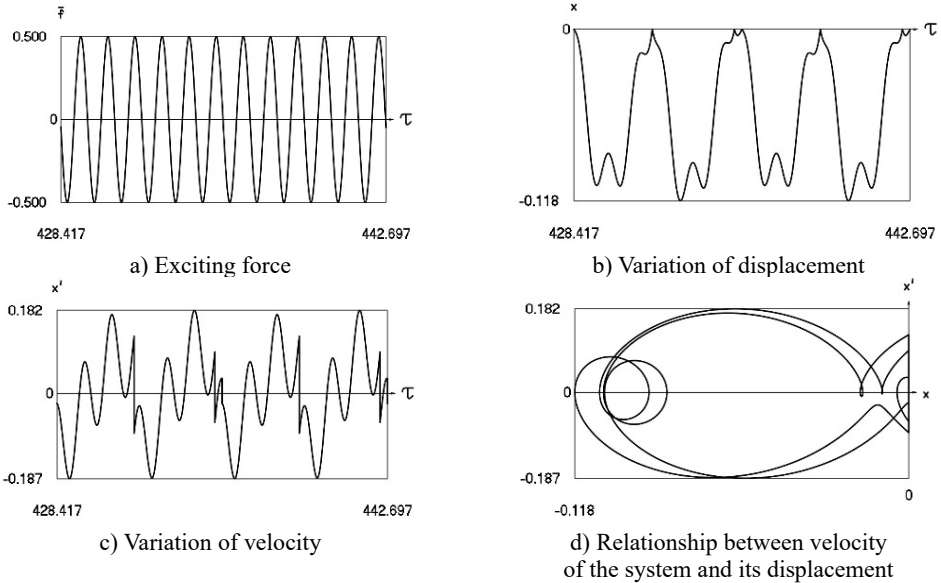 f̄
0.500
0
τ
-0.500
428.417
442.697
a) Exciting force
x
0
τ
-0.118
428.417
442.697
b) Variation of displacement
x'
0.182
0
τ
-0.187
428.417
442.697
c) Variation of velocity
x'
0.182
0
x
-0.187
-0.118
0
d) Relationship between velocity
of the system and its displacement